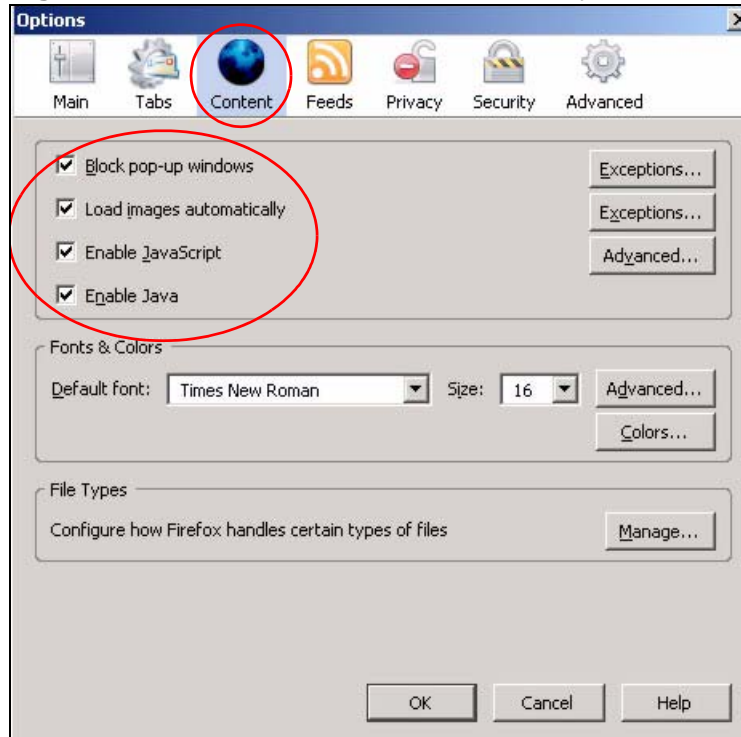 Options
Main Tabs Content Feeds Privacy Security Advanced
Block pop-up windows Exceptions...
Load images automatically Exceptions...
Enable JavaScript Advanced...
Enable Java
Fonts & Colors
Default font: Times New Roman Size: 16 Advanced...
Colors...
File Types
Configure how Firefox handles certain types of files Manage...
OK Cancel Help